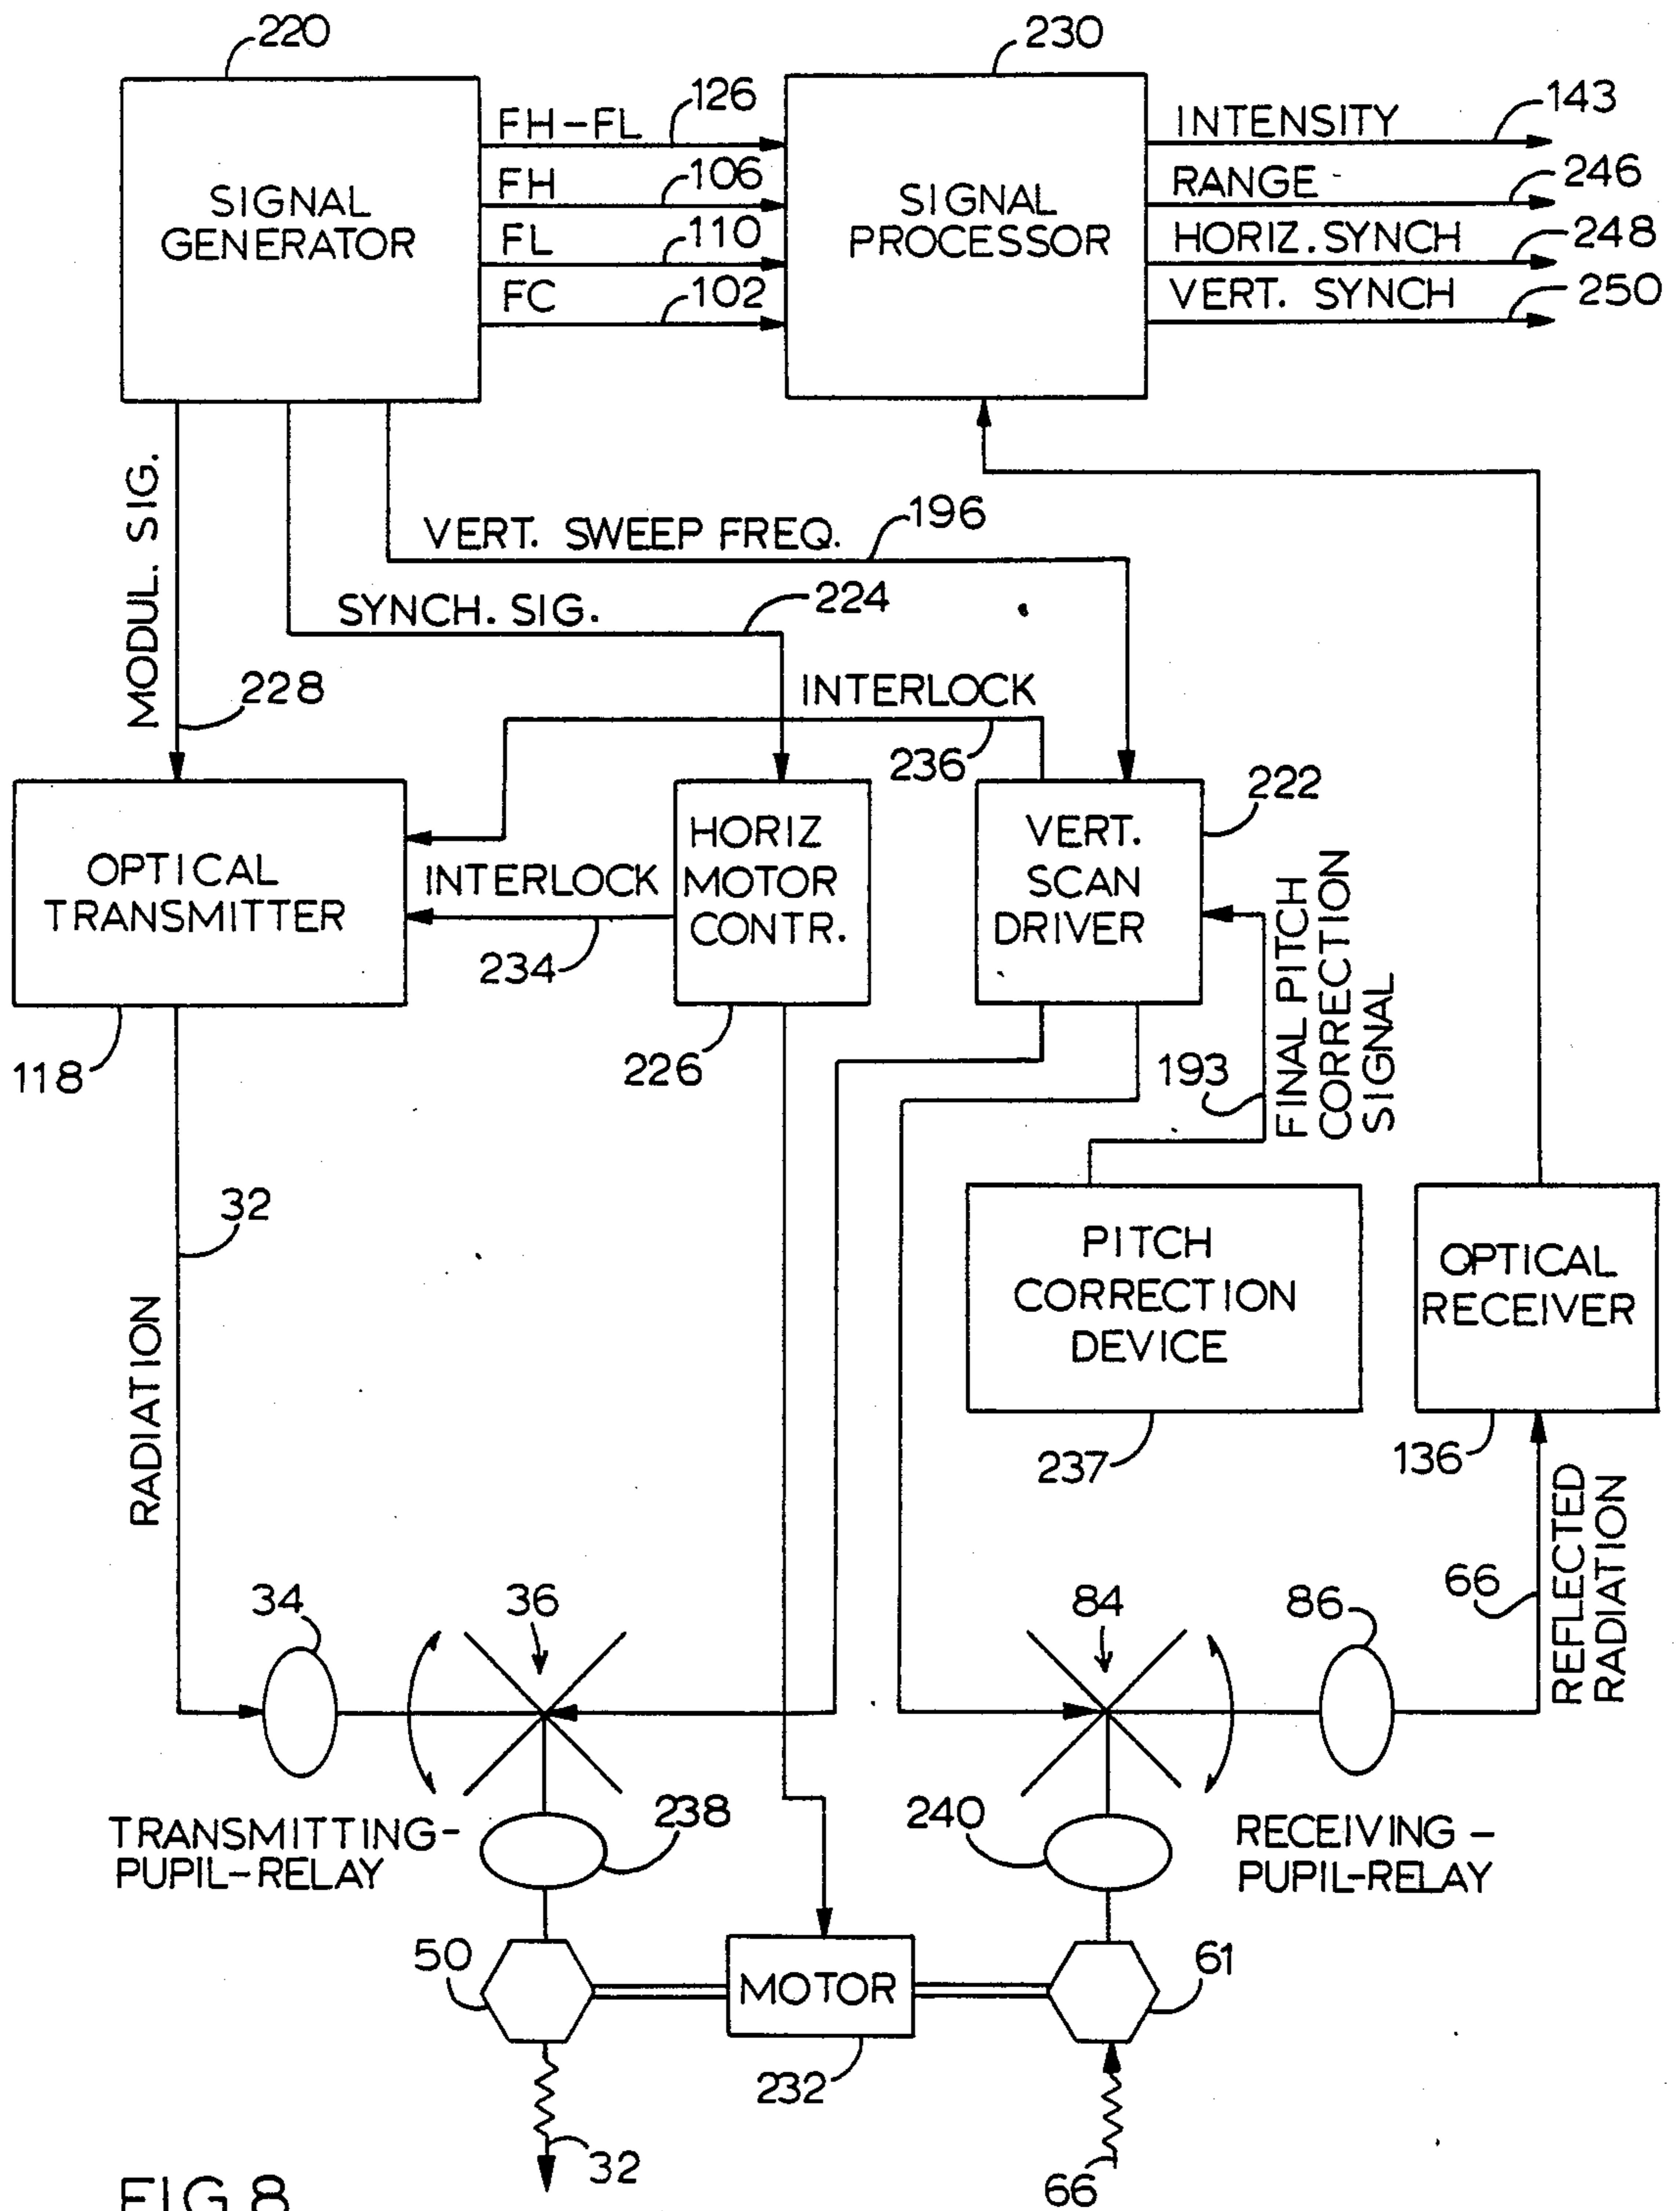 220
230
SIGNAL
GENERATOR
FH-FL
126
FH
106
FL
110
FC
102
SIGNAL
PROCESSOR
INTENSITY
143
RANGE
246
HORIZ. SYNCH
248
VERT. SYNCH
250
MODUL. SIG.
228
VERT. SWEEP FREQ.
196
SYNCH. SIG.
224
INTERLOCK
236
OPTICAL
TRANSMITTER
118
INTERLOCK
234
HORIZ
MOTOR
CONTR.
226
VERT.
SCAN
DRIVER
222
FINAL PITCH
CORRECTION
SIGNAL
193
32
RADIATION
PITCH
CORRECTION
DEVICE
237
OPTICAL
RECEIVER
136
REFLECTED
RADIATION
66
34
36
84
86
TRANSMITTING-
PUPIL-RELAY
238
240
RECEIVING-
PUPIL-RELAY
50
MOTOR
232
61
32
66
FIG.8